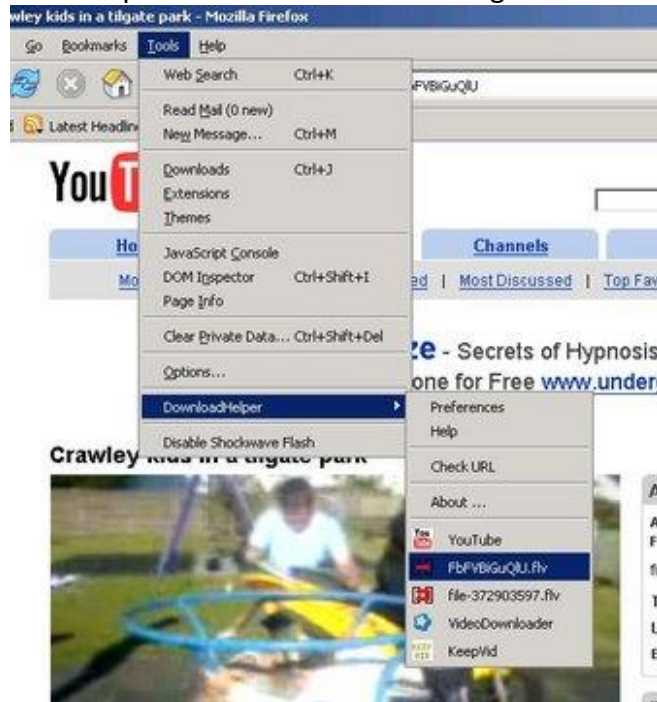 wley kids in a tilgate park - Mozilla Firefox
Go Bookmarks Tools Help
Latest Headlin
Web Search Ctrl+K
Read Mail (0 new)
New Message... Ctrl+M
Downloads Ctrl+J
Extensions
Themes
JavaScript Console
DOM Inspector Ctrl+Shift+I
Page Info
Clear Private Data... Ctrl+Shift+Del
Options...
DownloadHelper
Disable Shockwave Flash
You
Ho
Channels
Mo
ed | Most Discussed | Top Fav
ze - Secrets of Hypnosis
one for Free www.under
Preferences
Help
Check URL
About ...
YouTube
FbFVBiGuQlU.flv
file-372903597.flv
VideoDownloader
KeepVid
Crawley kids in a tilgate park